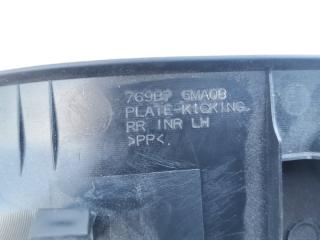 769B7 6MA0B
PLATE-KICKING.
RR INR LH
>PP<.